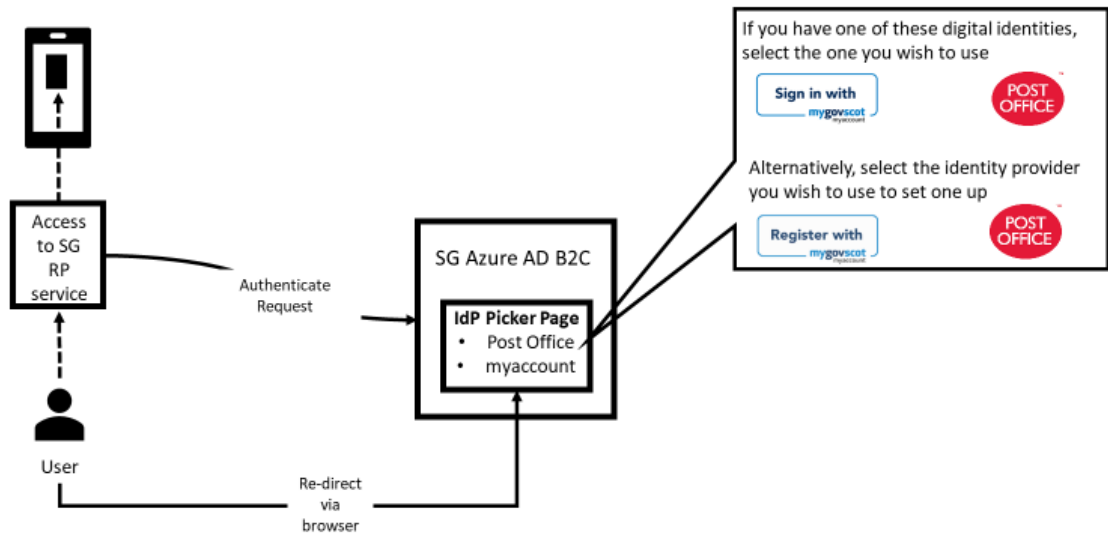 If you have one of these digital identities,
select the one you wish to use
Sign in with
mygovscot
myaccount
POST
OFFICE
™
Alternatively, select the identity provider
you wish to use to set one up
Register with
mygovscot
myaccount
POST
OFFICE
™
Access
to SG
RP
service
Authenticate
Request
SG Azure AD B2C
IdP Picker Page
• Post Office
• myaccount
User
Re-direct
via
browser